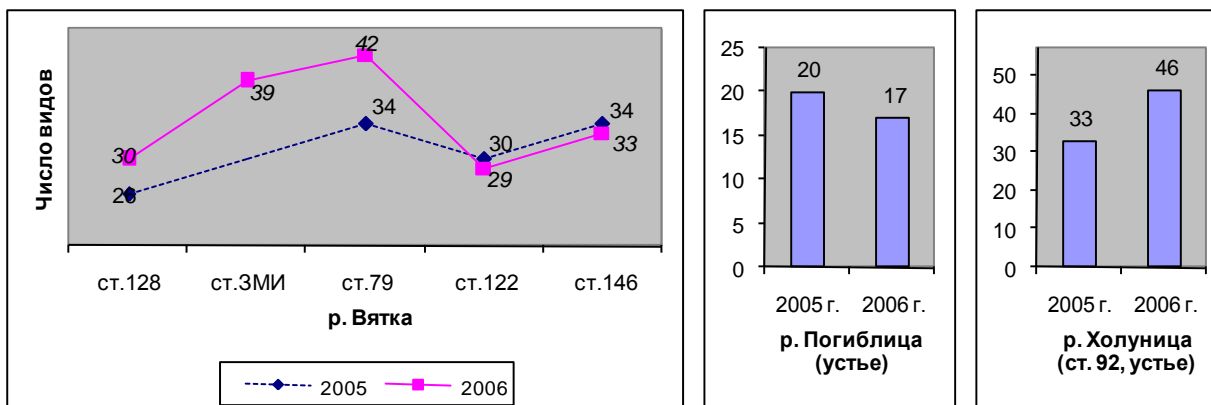 Число видов
42
39
34
34
30
30
33
29
26
ст.128
ст.3МИ
ст.79
ст.122
ст.146
р. Вятка
2005
2006
25
20
15
10
5
0
20
17
2005 г.
2006 г.
р. Погиблица
(устье)
50
40
30
20
10
0
33
46
2005 г.
2006 г.
р. Холуница
(ст. 92, устье)